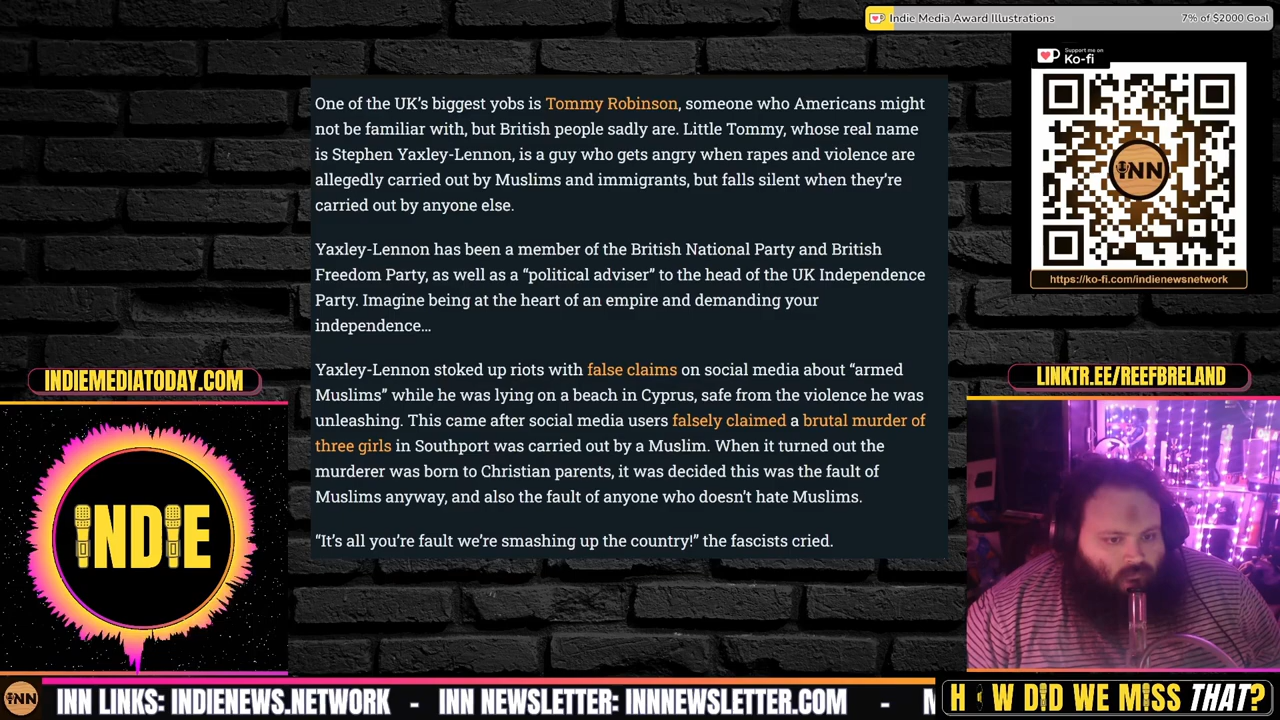 Indie Media Award Illustrations
7% of $2000 Goal
Support me on
Ko-fi
INN
https://ko-fi.com/indienewsnetwork
One of the UK’s biggest yobs is Tommy Robinson, someone who Americans might
not be familiar with, but British people sadly are. Little Tommy, whose real name
is Stephen Yaxley-Lennon, is a guy who gets angry when rapes and violence are
allegedly carried out by Muslims and immigrants, but falls silent when they’re
carried out by anyone else.
Yaxley-Lennon has been a member of the British National Party and British
Freedom Party, as well as a “political adviser” to the head of the UK Independence
Party. Imagine being at the heart of an empire and demanding your
independence…
Yaxley-Lennon stoked up riots with false claims on social media about “armed
Muslims” while he was lying on a beach in Cyprus, safe from the violence he was
unleashing. This came after social media users falsely claimed a brutal murder of
three girls in Southport was carried out by a Muslim. When it turned out the
murderer was born to Christian parents, it was decided this was the fault of
Muslims anyway, and also the fault of anyone who doesn’t hate Muslims.
“It’s all you’re fault we’re smashing up the country!” the fascists cried.
INDIEMEDIATODAY.COM
LINKTR.EE/REEFBRELAND
INDIE
INN
INN LINKS: INDIENEWS.NETWORK - INN NEWSLETTER: INNNEWSLETTER.COM -
HOW DID WE MISS THAT?